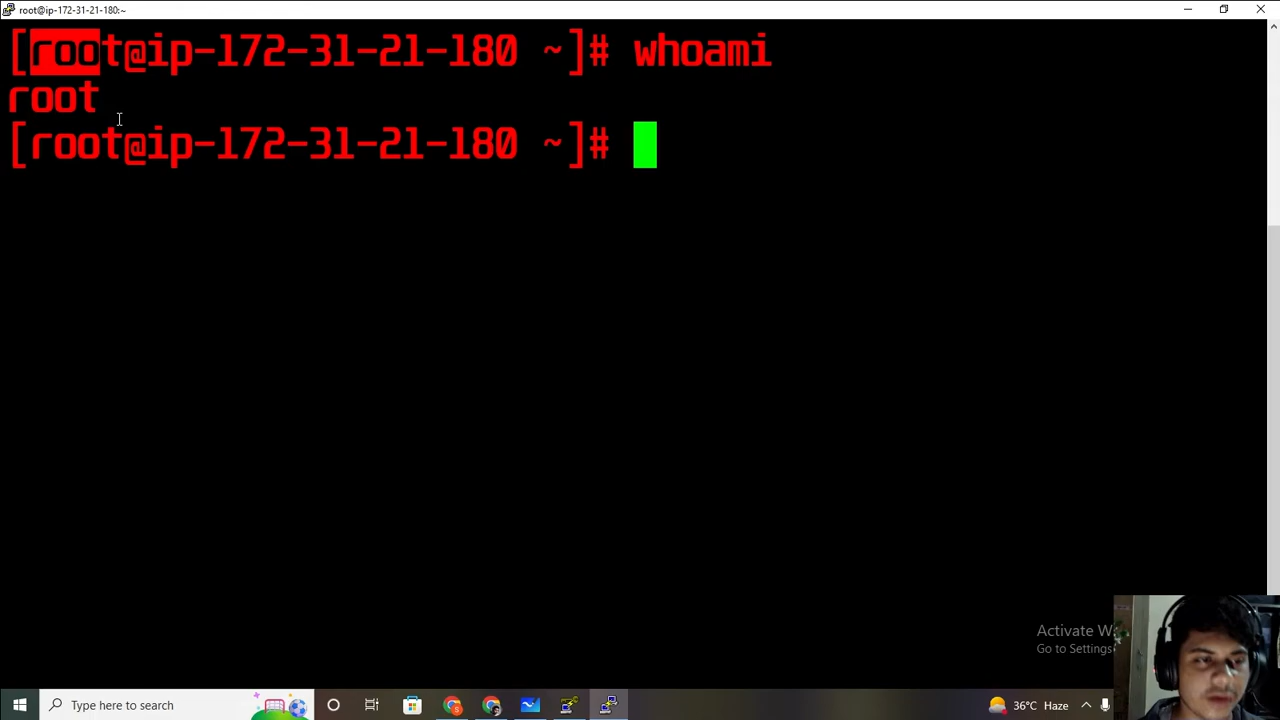 root@ip-172-31-21-180:~
[root@ip-172-31-21-180 ~]# whoami
root
[root@ip-172-31-21-180 ~]#
Activate W
Go to Settings
Type here to search
36°C Haze